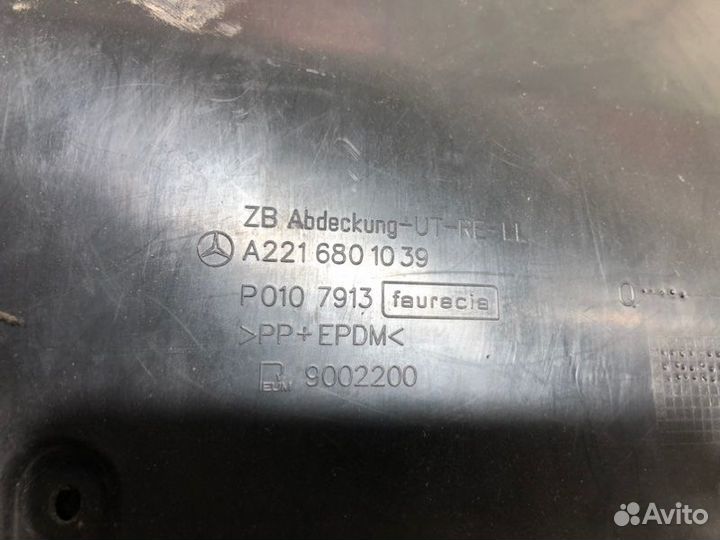 ZB Abdeckung-UT-RE-LL
A221 680 10 39
P010 7913 faurecia
>PP+EPDM<
9002200
Q
Avito